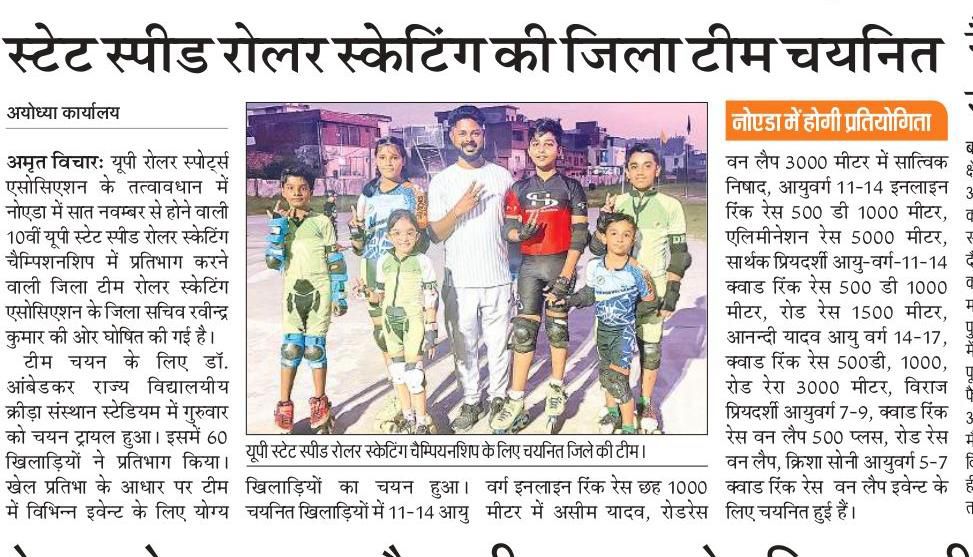 स्टेट स्पीड रोलर स्केटिंग की जिला टीम चयनित
अयोध्या कार्यालय
अमृत विचारः यूपी रोलर स्पोर्ट्स
एसोसिएशन के तत्वावधान में
नोएडा में सात नवम्बर से होने वाली
10वीं यूपी स्टेट स्पीड रोलर स्केटिंग
चैम्पिशनशिप में प्रतिभाग करने
वाली जिला टीम रोलर स्केटिंग
एसोसिएशन के जिला सचिव रवीन्द्र
कुमार की ओर घोषित की गई है।
टीम चयन के लिए डॉ.
आंबेडकर राज्य विद्यालयीय
क्रीड़ा संस्थान स्टेडियम में गुरुवार
को चयन ट्रायल हुआ। इसमें 60
खिलाड़ियों ने प्रतिभाग किया।
खेल प्रतिभा के आधार पर टीम
में विभिन्न इवेन्ट के लिए योग्य
यूपी स्टेट स्पीड रोलर स्केटिंग चैम्पियनशिप के लिए चयनित जिले की टीम।
खिलाड़ियों का चयन हुआ।
चयनित खिलाड़ियों में 11-14 आयु
वर्ग इनलाइन रिंक रेस छह 1000
मीटर में असीम यादव, रोडरेस
नोएडा में होगी प्रतियोगिता
वन लैप 3000 मीटर में सात्विक
निषाद, आयुवर्ग 11-14 इनलाइन
रिंक रेस 500 डी 1000 मीटर,
एलिमीनेशन रेस 5000 मीटर,
सार्थक प्रियदर्शी आयु-वर्ग-11-14
क्वाड रिंक रेस 500 डी 1000
मीटर, रोड रेस 1500 मीटर,
आनन्दी यादव आयु वर्ग 14-17,
क्वाड रिंक रेस 500डी, 1000,
रोड रेरा 3000 मीटर, विराज
प्रियदर्शी आयुवर्ग 7-9, क्वाड रिंक
रेस वन लैप 500 प्लस, रोड रेस
वन लैप, क्रिशा सोनी आयुवर्ग 5-7
क्वाड रिंक रेस वन लैप इवेन्ट के
लिए चयनित हुई हैं।